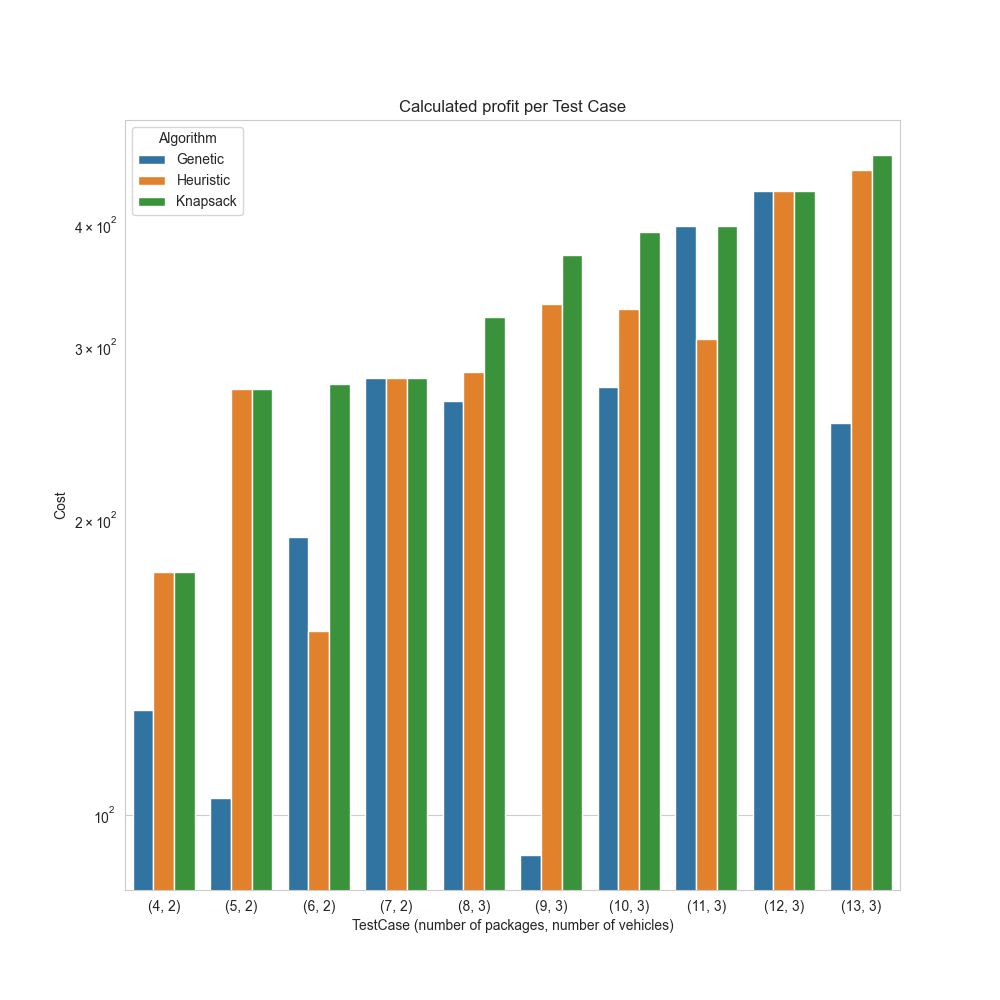 Calculated profit per Test Case
Algorithm
Genetic
Heuristic
Knapsack
4 × 10²
3 × 10²
2 × 10²
10²
Cost
(4, 2) (5, 2) (6, 2) (7, 2) (8, 3) (9, 3) (10, 3) (11, 3) (12, 3) (13, 3)
TestCase (number of packages, number of vehicles)